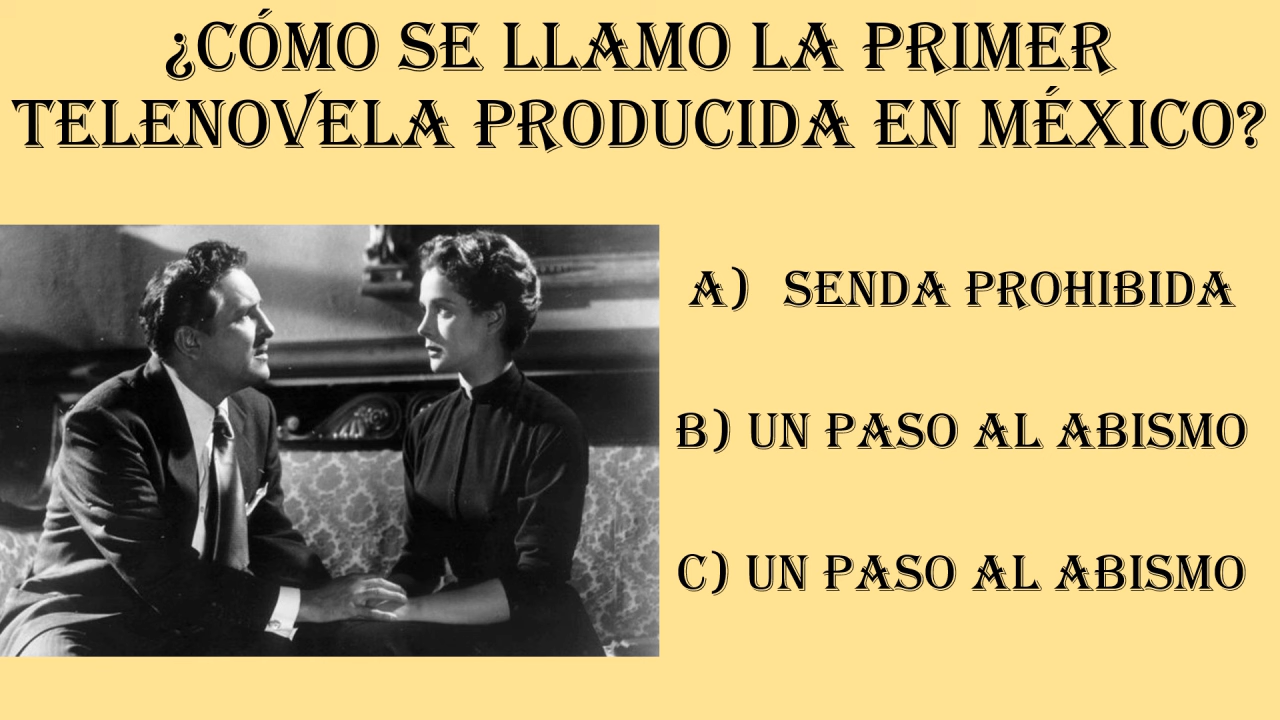 ¿CÓMO SE LLAMO LA PRIMER
TELENOVELA PRODUCIDA EN MÉXICO?
A) SENDA PROHIBIDA
B) UN PASO AL ABISMO
C) UN PASO AL ABISMO